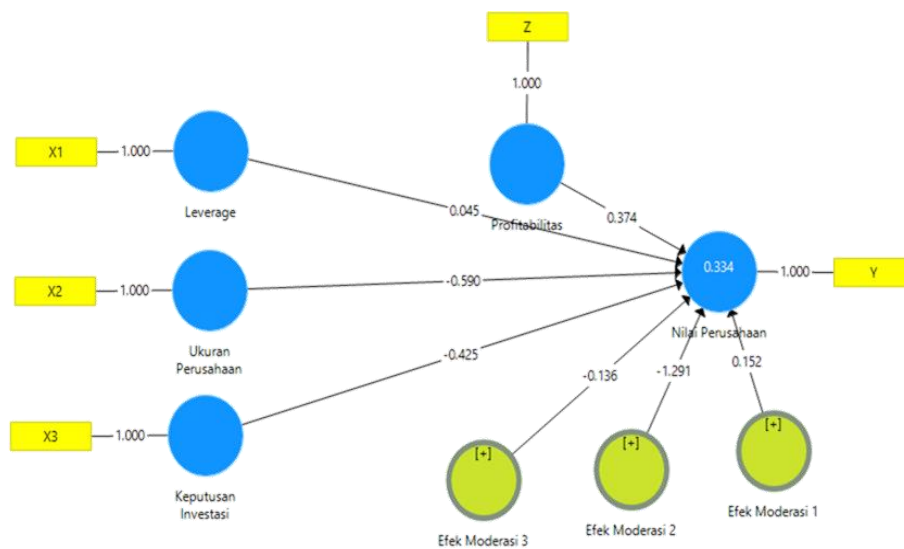 Z
1.000
X1
1.000
Leverage
0.045
Profitabilitas
0.374
X2
1.000
Ukuran
Perusahaan
-0.590
0.334
Nilai Perusahaan
1.000
Y
X3
1.000
Keputusan
Investasi
-0.425
-0.136
-1.291
0.152
[+]
Efek Moderasi 3
[+]
Efek Moderasi 2
[+]
Efek Moderasi 1